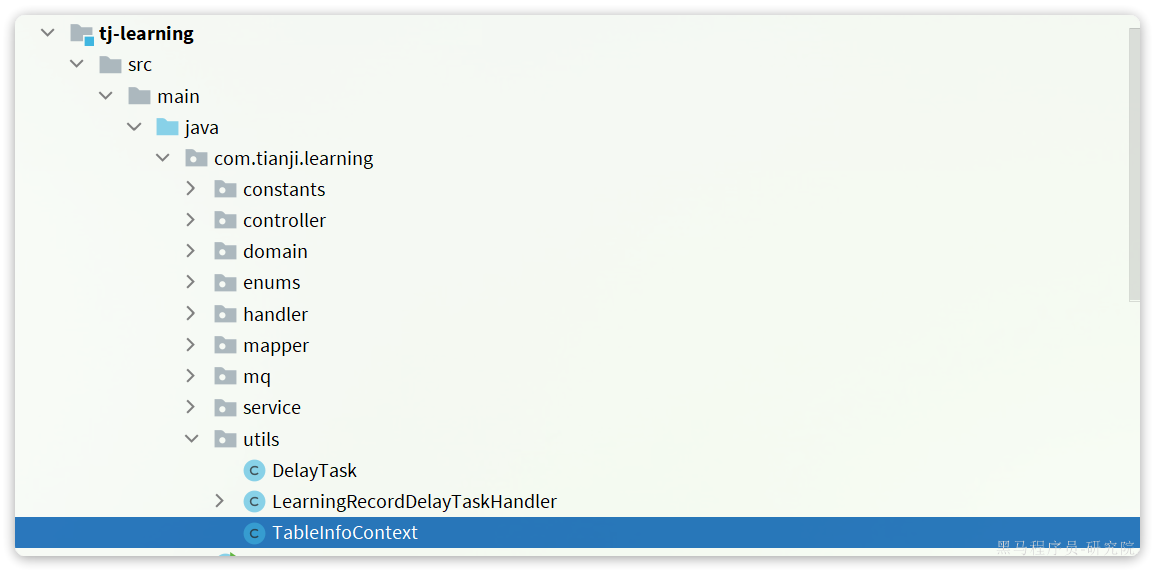 tj-learning
src
main
java
com.tianji.learning
constants
controller
domain
enums
handler
mapper
mq
service
utils
C DelayTask
C LearningRecordDelayTaskHandler
C TableInfoContext
黑马程序员-研究院